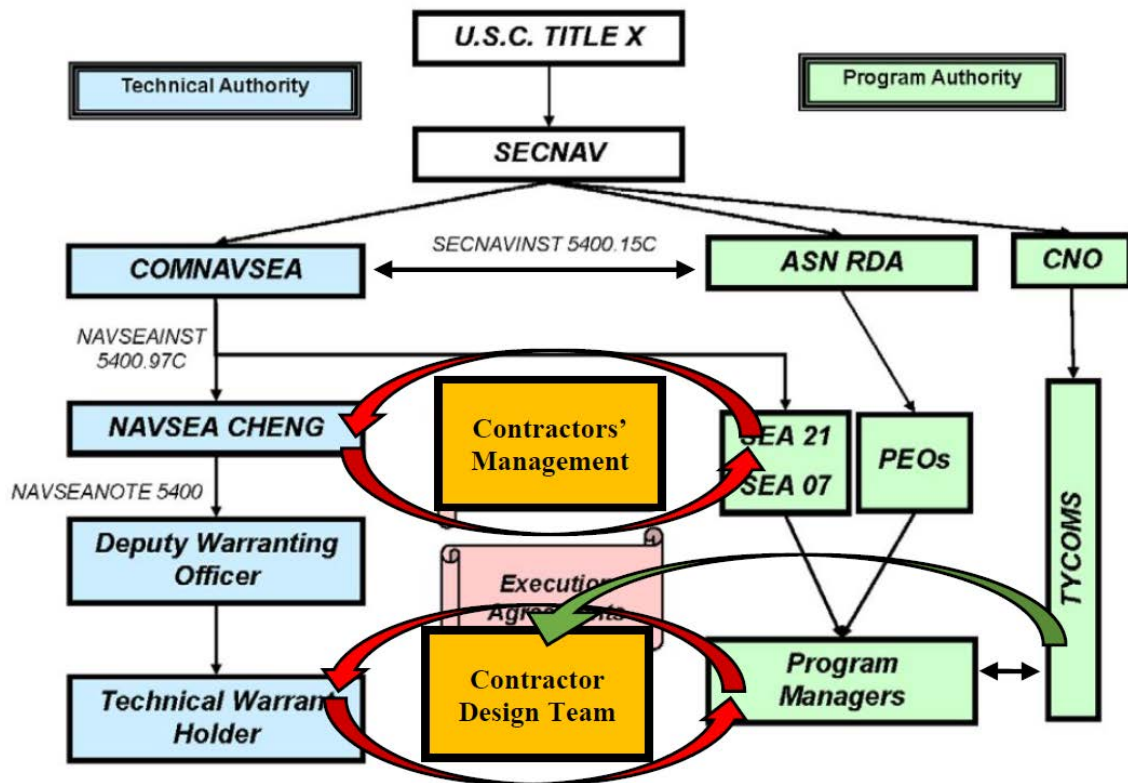 U.S.C. TITLE X
Technical Authority
Program Authority
SECNAV
SECNAVINST 5400.15C
COMNAVSEA
ASN RDA
CNO
NAVSEAINST
5400.97C
NAVSEA CHENG
Contractors’
Management
SEA 21
SEA 07
PEOs
TYCOMS
NAVSEANOTE 5400
Deputy Warranting
Officer
Execution
Agreements
Contractor
Design Team
Technical Warrant
Holder
Program
Managers